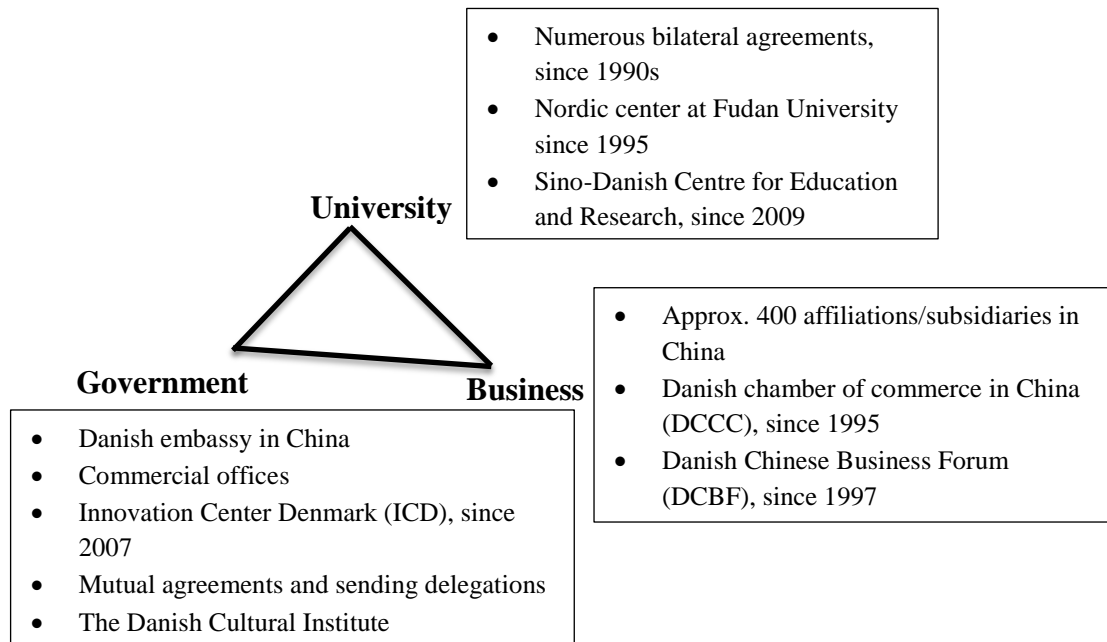 • Numerous bilateral agreements,
since 1990s
• Nordic center at Fudan University
since 1995
• Sino-Danish Centre for Education
and Research, since 2009
University
• Approx. 400 affiliations/subsidiaries in
China
• Danish chamber of commerce in China
(DCCC), since 1995
• Danish Chinese Business Forum
(DCBF), since 1997
Government
Business
• Danish embassy in China
• Commercial offices
• Innovation Center Denmark (ICD), since
2007
• Mutual agreements and sending delegations
• The Danish Cultural Institute